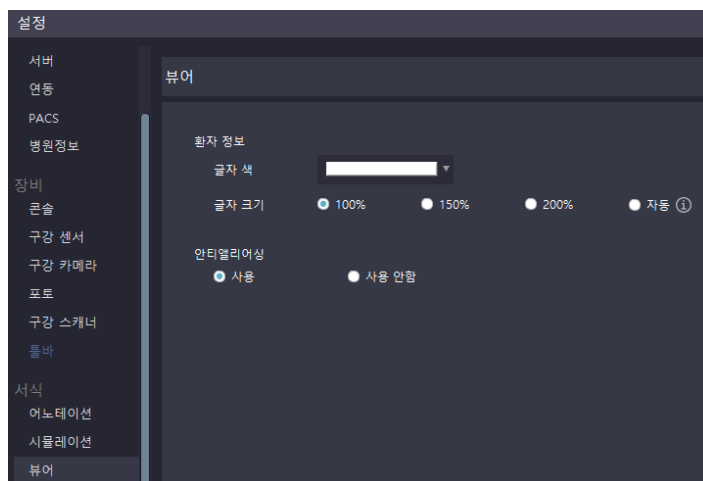 설정
서버
연동
PACS
병원정보
장비
콘솔
구강 센서
구강 카메라
포토
구강 스캐너
툴바
서식
어노테이션
시뮬레이션
뷰어
뷰어
환자 정보
글자 색
글자 크기 100% 150% 200% 자동
안티앨리어싱
사용 사용 안함